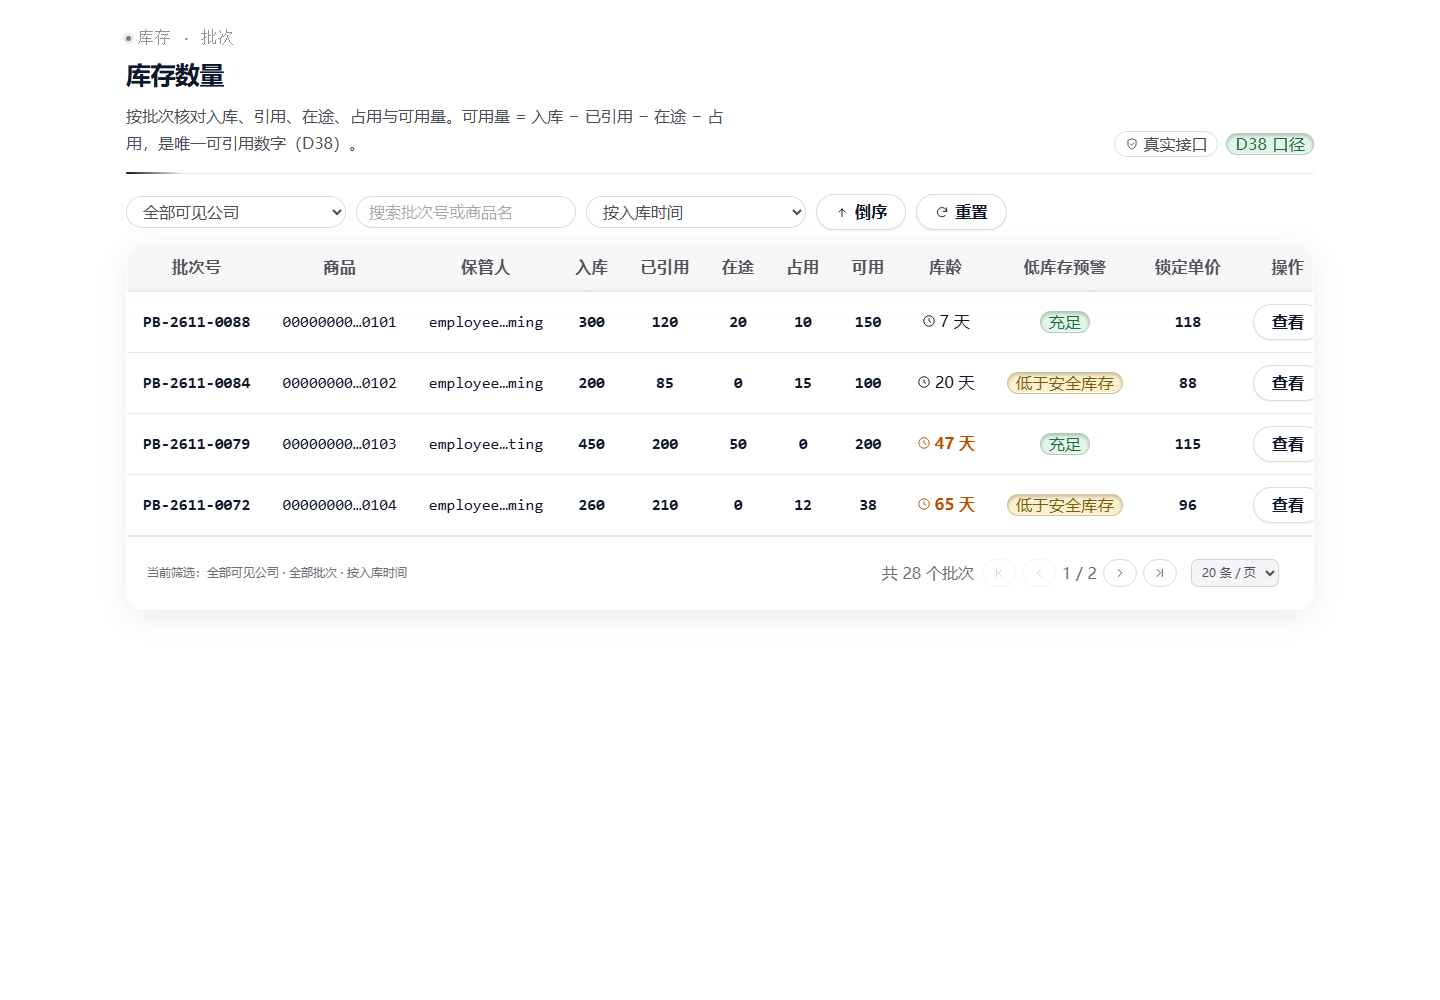 库存 · 批次
库存数量
按批次核对入库、引用、在途、占用与可用量。可用量 = 入库 − 已引用 − 在途 − 占
用，是唯一可引用数字（D38）。
真实接口 D38 口径
全部可见公司 搜索批次号或商品名 按入库时间 倒序 重置
批次号 商品 保管人 入库 已引用 在途 占用 可用 库龄 低库存预警 锁定单价 操作
PB-2611-0088 00000000…0101 employee…ming 300 120 20 10 150 7 天 充足 118 查看
PB-2611-0084 00000000…0102 employee…ming 200 85 0 15 100 20 天 低于安全库存 88 查看
PB-2611-0079 00000000…0103 employee…ting 450 200 50 0 200 47 天 充足 115 查看
PB-2611-0072 00000000…0104 employee…ming 260 210 0 12 38 65 天 低于安全库存 96 查看
当前筛选：全部可见公司 · 全部批次 · 按入库时间 共 28 个批次 1 / 2 20 条 / 页